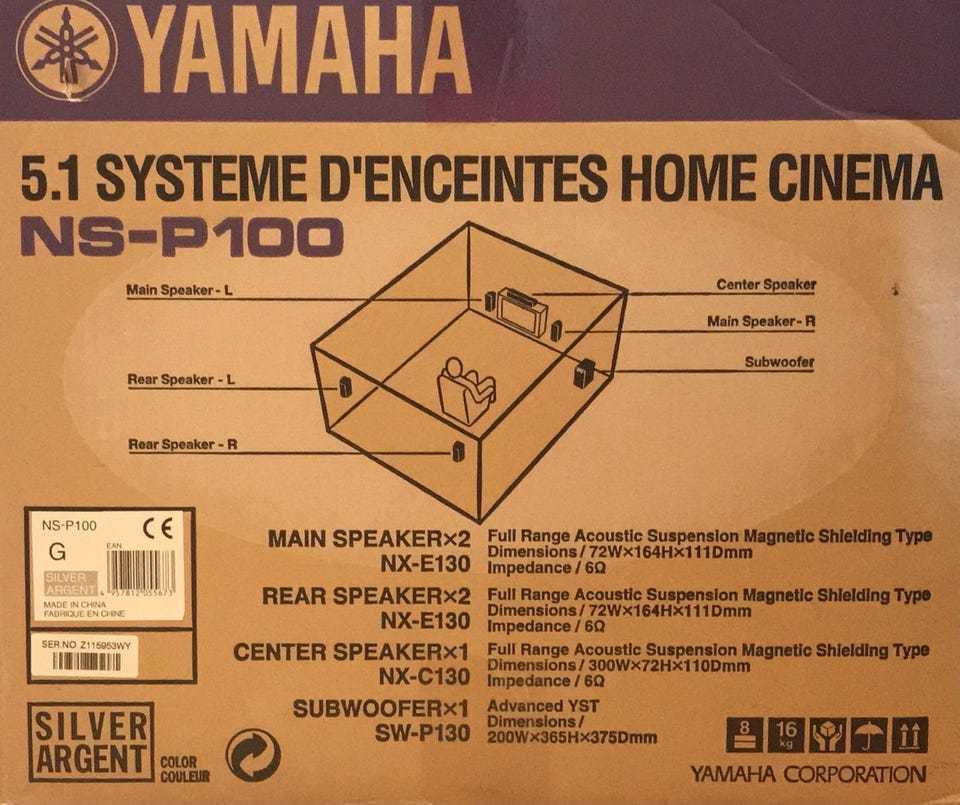 YAMAHA
5.1 SYSTEME D'ENCEINTES HOME CINEMA
NS-P100
Main Speaker - L
Center Speaker
Main Speaker - R
Subwoofer
Rear Speaker - L
Rear Speaker - R
NS-P100
CE
G
EAN
SILVER
ARGENT
4 957812 055673
MADE IN CHINA
FABRIQUE EN CHINE
SER.NO. Z115953WY
MAIN SPEAKER×2
NX-E130
Full Range Acoustic Suspension Magnetic Shielding Type
Dimensions / 72W×164H×111Dmm
Impedance / 6Ω
REAR SPEAKER×2
NX-E130
Full Range Acoustic Suspension Magnetic Shielding Type
Dimensions / 72W×164H×111Dmm
Impedance / 6Ω
CENTER SPEAKER×1
NX-C130
Full Range Acoustic Suspension Magnetic Shielding Type
Dimensions / 300W×72H×110Dmm
Impedance / 6Ω
SUBWOOFER×1
SW-P130
Advanced YST
Dimensions /
200W×365H×375Dmm
SILVER
ARGENT
COLOR
COULEUR
8
16
kg
YAMAHA CORPORATION